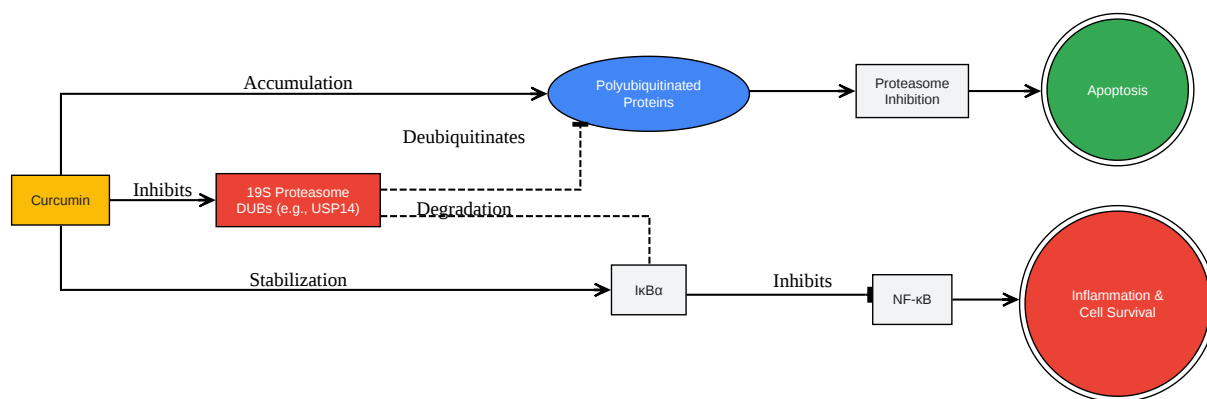 Accumulation
Polyubiquitinated
Proteins
Proteasome
Inhibition
Apoptosis
Deubiquitinates
Curcumin
Inhibits
19S Proteasome
DUBs (e.g., USP14)
Degradation
Stabilization
IκBα
Inhibits
NF-κB
Inflammation &
Cell Survival